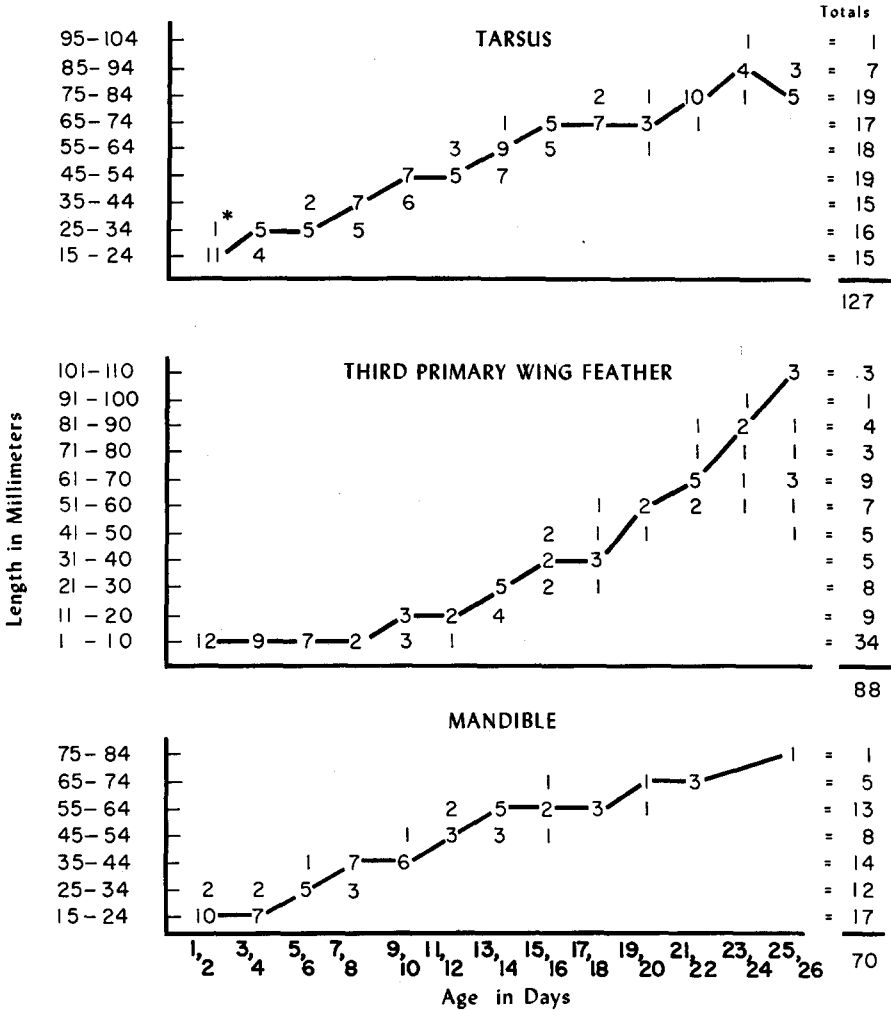 Totals
TARSUS
95-104 1 = 1
85-94 4 3 = 7
75-84 10 1 5 = 19
65-74 1 5 7 2 3 1 1 = 17
55-64 3 9 5 1 = 18
45-54 7 5 7 = 19
35-44 2 7 6 = 15
25-34 1* 5 5 5 = 16
15-24 11 4 = 15
127
THIRD PRIMARY WING FEATHER
101-110 3 = 3
91-100 1 = 1
81-90 1 2 1 = 4
71-80 1 1 1 = 3
61-70 5 1 3 = 9
51-60 1 2 2 1 1 = 7
41-50 2 1 1 1 = 5
31-40 2 3 = 5
21-30 5 2 1 = 8
11-20 3 2 4 = 9
1-10 12 9 7 2 3 1 = 34
88
MANDIBLE
75-84 1 = 1
65-74 1 1 3 = 5
55-64 2 5 2 3 1 = 13
45-54 1 3 3 1 = 8
35-44 1 7 6 = 14
25-34 2 2 5 3 = 12
15-24 10 7 = 17
70
1,2 3,4 5,6 7,8 9,10 11,12 13,14 15,16 17,18 19,20 21,22 23,24 25,26
Age in Days
Length in Millimeters